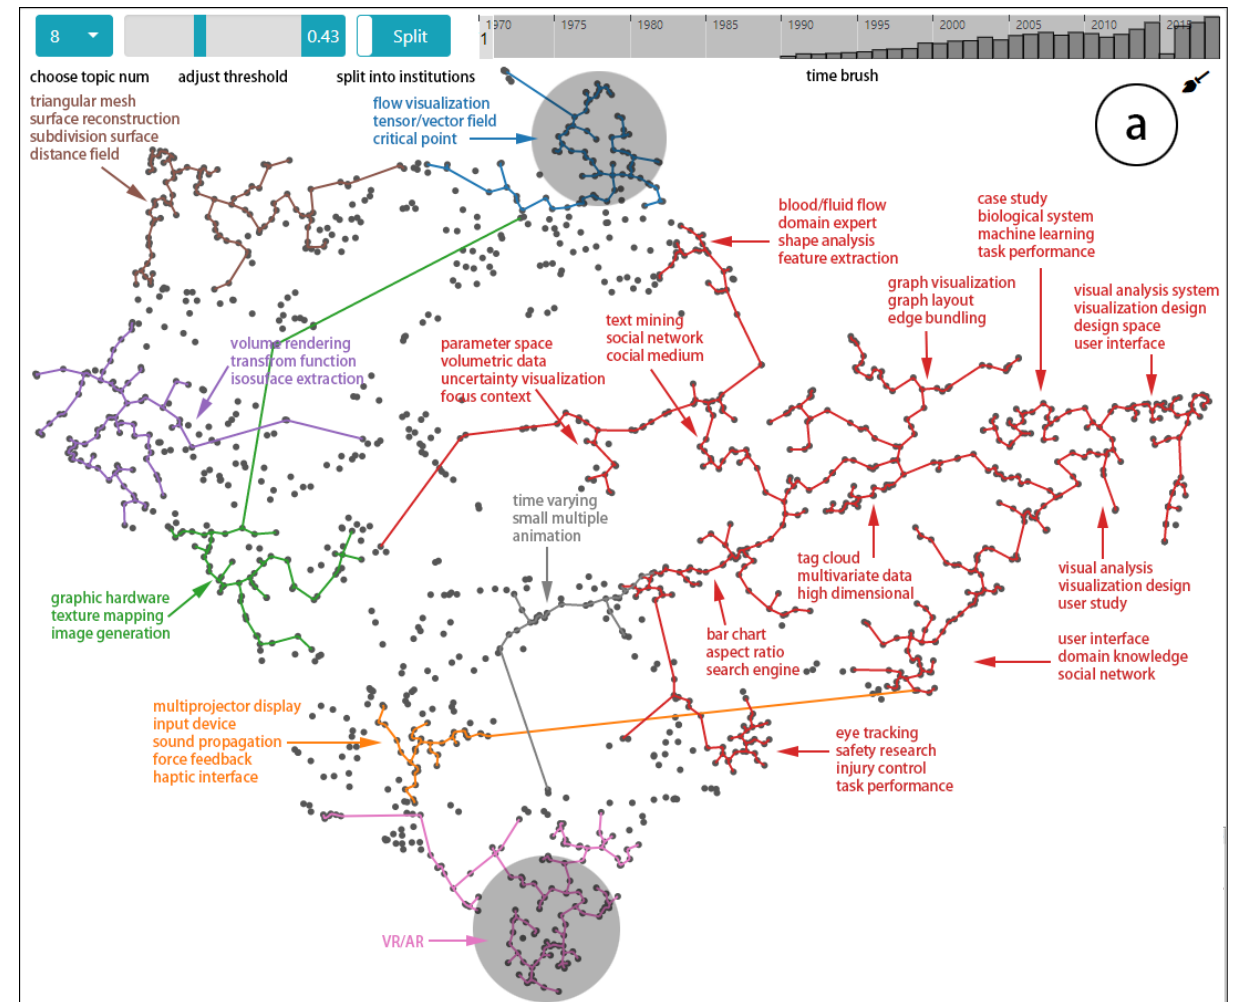 8
0.43
Split
1
1970
1975
1980
1985
1990
1995
2000
2005
2010
2015
choose topic num
adjust threshold
split into institutions
time brush
a
triangular mesh
surface reconstruction
subdivision surface
distance field
flow visualization
tensor/vector field
critical point
blood/fluid flow
domain expert
shape analysis
feature extraction
case study
biological system
machine learning
task performance
graph visualization
graph layout
edge bundling
visual analysis system
visualization design
design space
user interface
volume rendering
transfrom function
isosuface extraction
parameter space
volumetric data
uncertainty visualization
focus context
text mining
social network
cocial medium
time varying
small multiple
animation
tag cloud
multivariate data
high dimensional
visual analysis
visualization design
user study
graphic hardware
texture mapping
image generation
bar chart
aspect ratio
search engine
user interface
domain knowledge
social network
multiprojector display
input device
sound propagation
force feedback
haptic interface
eye tracking
safety research
injury control
task performance
VR/AR